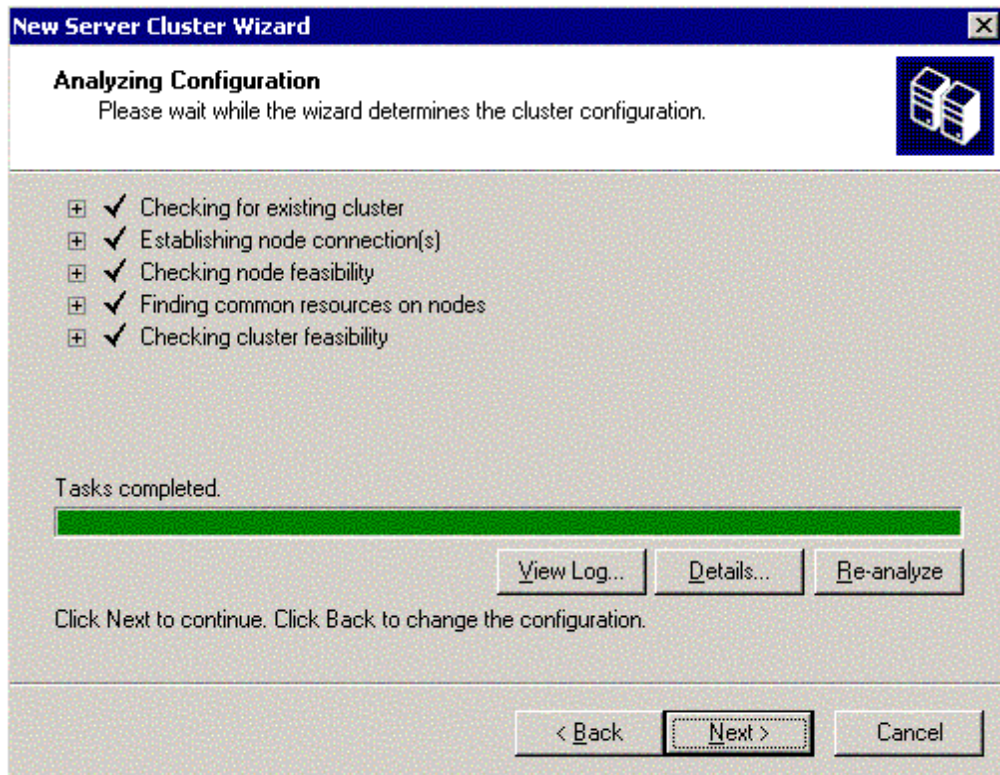 New Server Cluster Wizard
Analyzing Configuration
Please wait while the wizard determines the cluster configuration.
Checking for existing cluster
Establishing node connection(s)
Checking node feasibility
Finding common resources on nodes
Checking cluster feasibility
Tasks completed.
View Log... Details... Re-analyze
Click Next to continue. Click Back to change the configuration.
< Back Next > Cancel